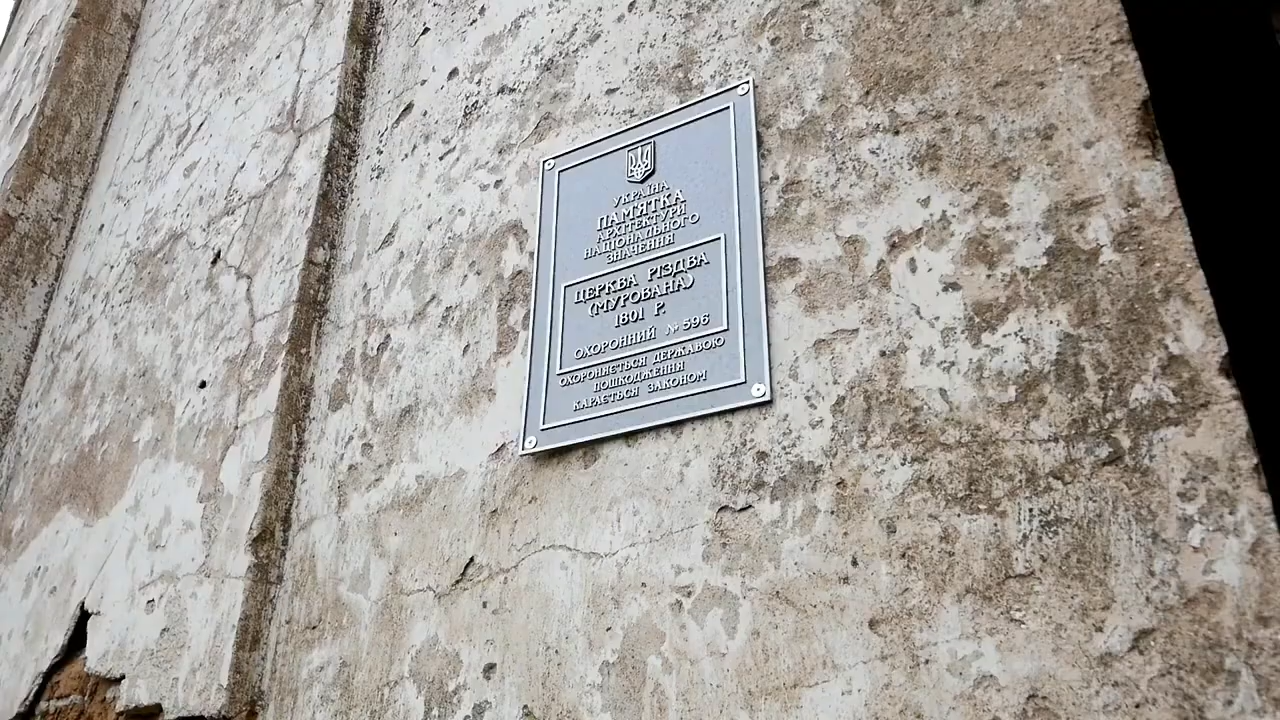 УКРАЇНА
ПАМ'ЯТКА
АРХІТЕКТУРИ
НАЦІОНАЛЬНОГО
ЗНАЧЕННЯ
ЦЕРКВА РІЗДВА
(МУРОВАНА)
1801 Р.
ОХОРОННИЙ № 596
ОХОРОНЯЄТЬСЯ ДЕРЖАВОЮ
ПОШКОДЖЕННЯ
КАРАЄТЬСЯ ЗАКОНОМ